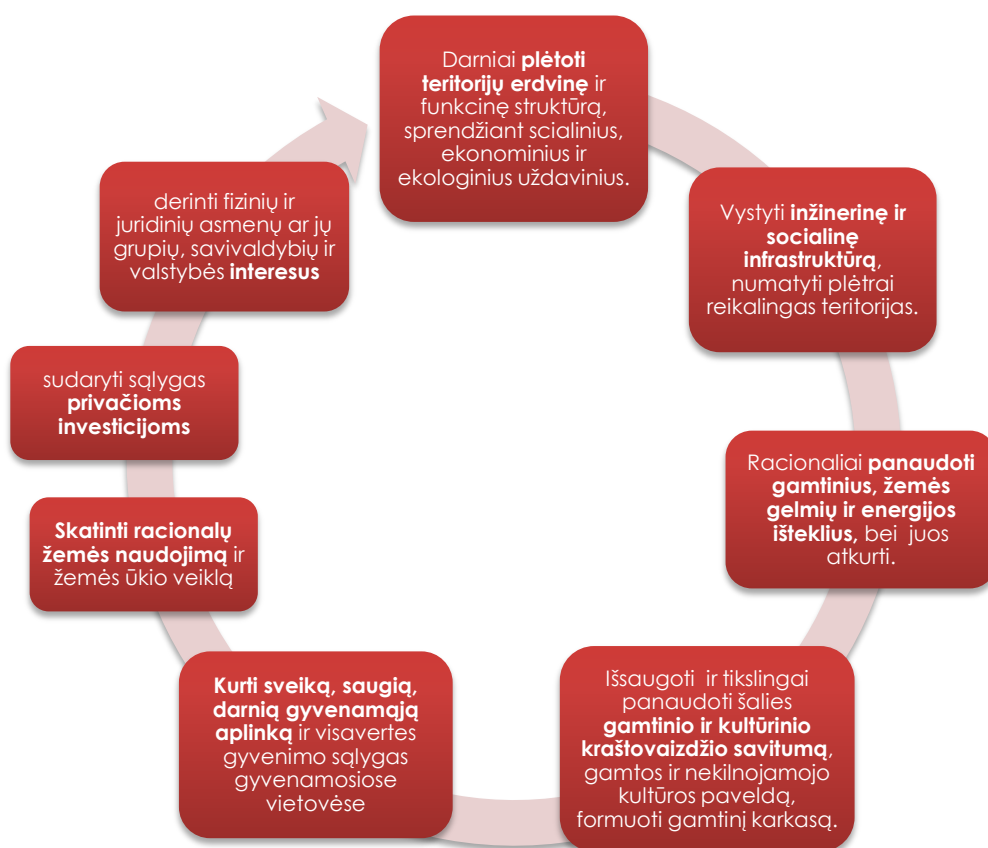 Darniai plėtoti
teritorijų erdvinę ir
funkcinę struktūrą,
sprendžiant scialinius,
ekonominius ir
ekologinius uždavinius.
Vystyti inžinerinę ir
socialinę
infrastruktūrą,
numatyti plėtrai
reikalingas teritorijas.
Racionaliai panaudoti
gamtinius, žemės
gelmių ir energijos
išteklius, bei juos
atkurti.
Išsaugoti ir tikslingai
panaudoti šalies
gamtinio ir kultūrinio
kraštovaizdžio savitumą,
gamtos ir nekilnojamojo
kultūros paveldą,
formuoti gamtinį karkasą.
Kurti sveiką, saugią,
darnią gyvenamąją
aplinką ir visavertes
gyvenimo sąlygas
gyvenamosiose
vietovėse
Skatinti racionalų
žemės naudojimą ir
žemės ūkio veiklą
sudaryti sąlygas
privačioms
investicijoms
derinti fizinių ir
juridinių asmenų ar jų
grupių, savivaldybių ir
valstybės interesus